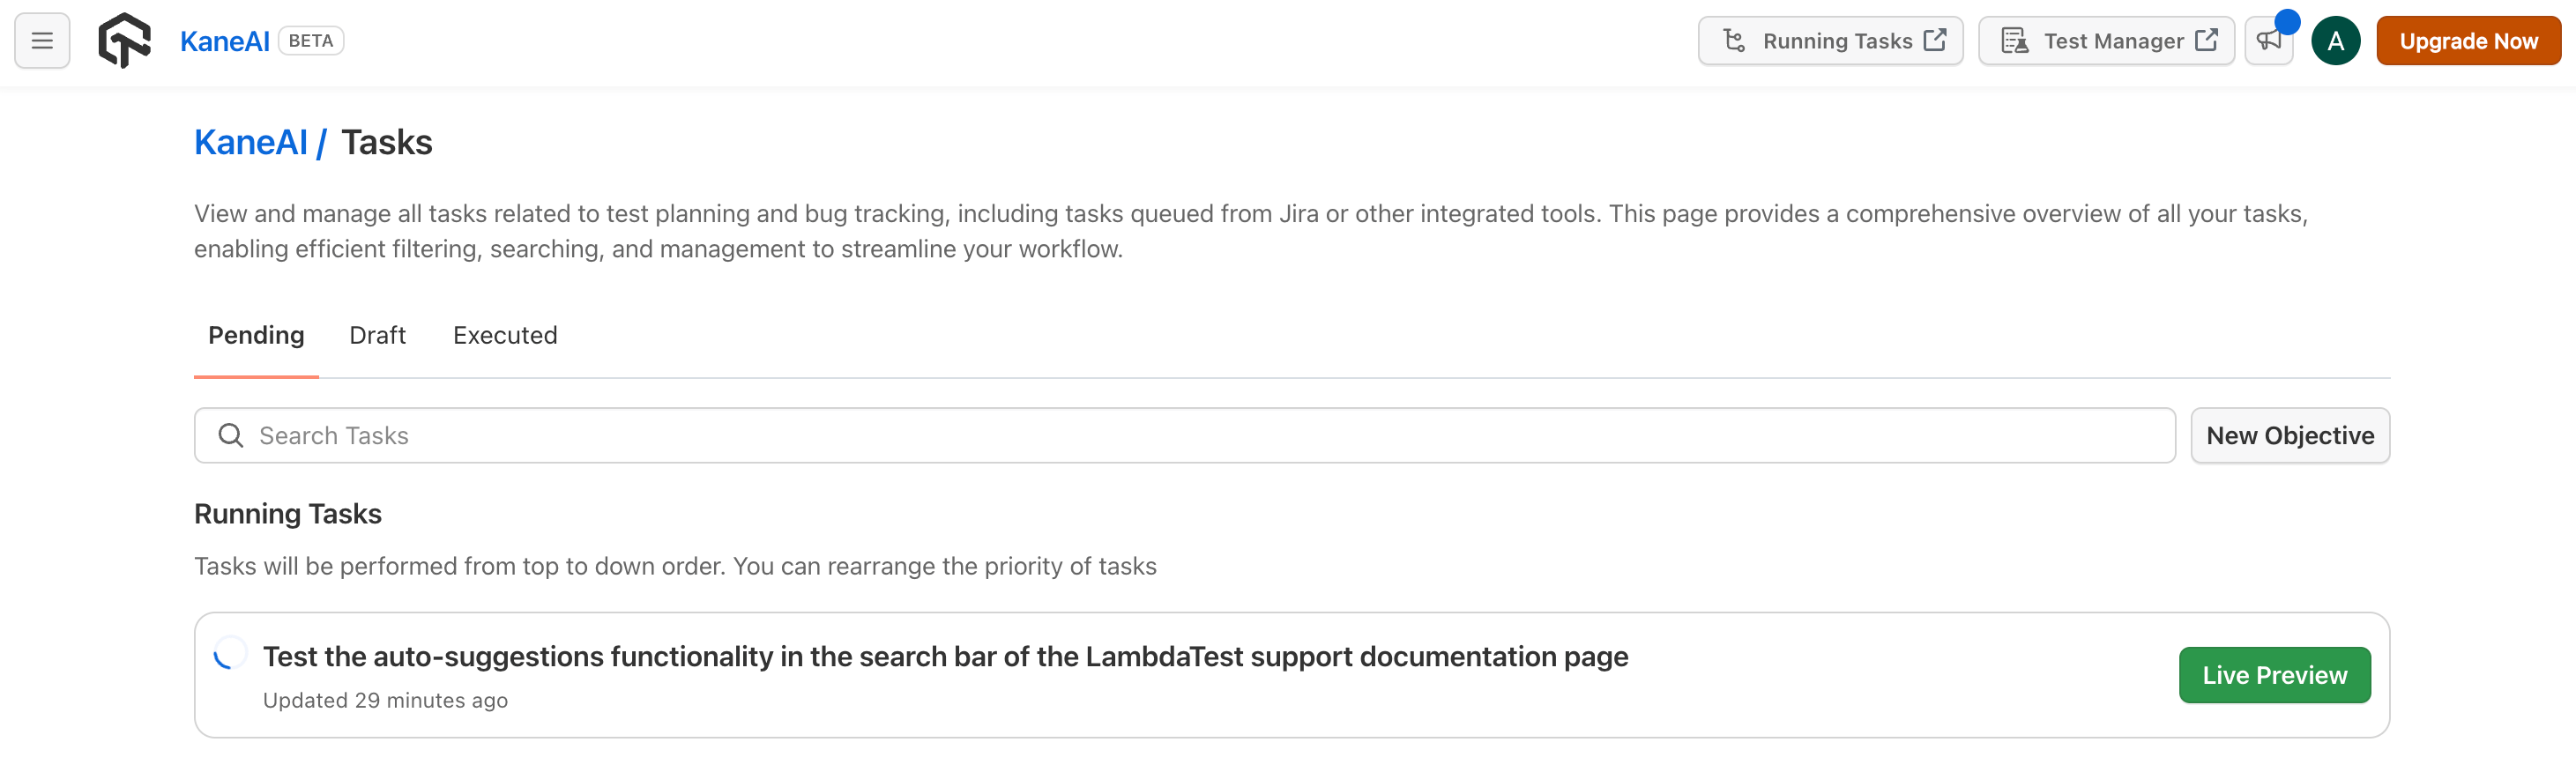 KaneAI BETA Running Tasks Test Manager A Upgrade Now
KaneAI / Tasks
View and manage all tasks related to test planning and bug tracking, including tasks queued from Jira or other integrated tools. This page provides a comprehensive overview of all your tasks,
enabling efficient filtering, searching, and management to streamline your workflow.
Pending Draft Executed
Search Tasks New Objective
Running Tasks
Tasks will be performed from top to down order. You can rearrange the priority of tasks
Test the auto-suggestions functionality in the search bar of the LambdaTest support documentation page
Live Preview
Updated 29 minutes ago